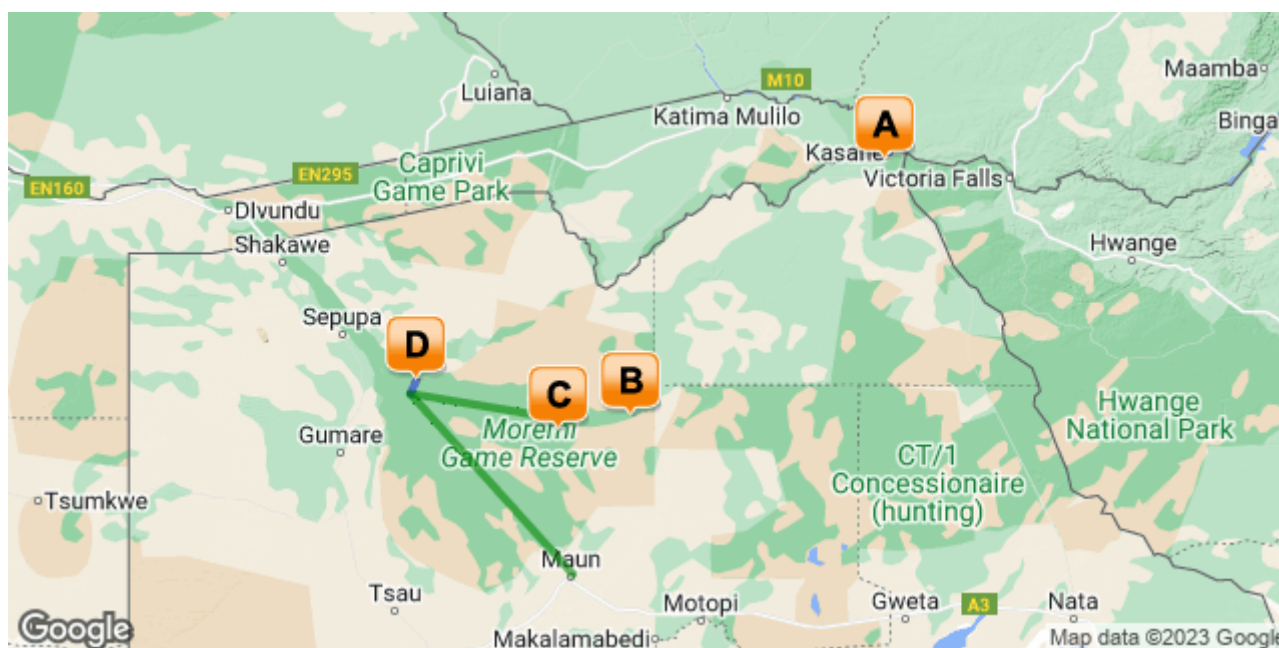 Maamba
M10
Luiana
Katima Mulilo
A
Binga
Kasane
EN295
Caprivi
Game Park
Victoria Falls
EN160
DIvundu
Shakawe
Hwange
Sepupa
D
B
C
Hwange
National Park
Moremi
Game Reserve
Gumare
CT/1
Concessionaire
(hunting)
Tsumkwe
Maun
Tsau
Motopi
Gweta
A3
Nata
Google
Makalamabedi
Map data ©2023 Google